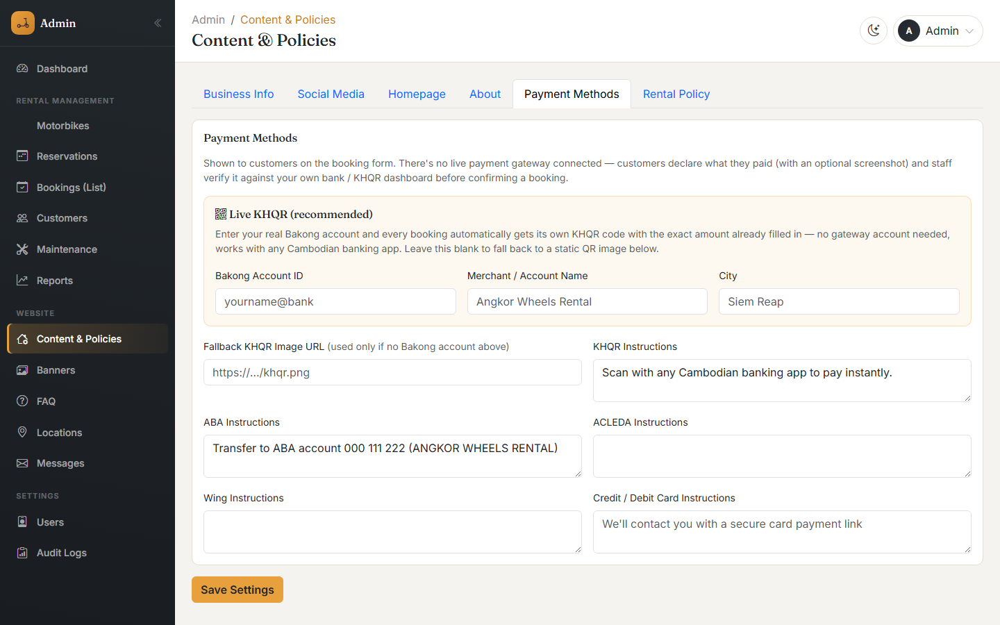 Admin
Dashboard
RENTAL MANAGEMENT
Motorbikes
Reservations
Bookings (List)
Customers
Maintenance
Reports
WEBSITE
Content & Policies
Banners
FAQ
Locations
Messages
SETTINGS
Users
Audit Logs
Admin / Content & Policies
Content & Policies
A Admin
Business Info Social Media Homepage About Payment Methods Rental Policy
Payment Methods
Shown to customers on the booking form. There's no live payment gateway connected — customers declare what they paid (with an optional screenshot) and staff
verify it against your own bank / KHQR dashboard before confirming a booking.
Live KHQR (recommended)
Enter your real Bakong account and every booking automatically gets its own KHQR code with the exact amount already filled in — no gateway account needed,
works with any Cambodian banking app. Leave this blank to fall back to a static QR image below.
Bakong Account ID Merchant / Account Name City
yourname@bank Angkor Wheels Rental Siem Reap
Fallback KHQR Image URL (used only if no Bakong account above) KHQR Instructions
https://.../khqr.png Scan with any Cambodian banking app to pay instantly.
ABA Instructions ACLEDA Instructions
Transfer to ABA account 000 111 222 (ANGKOR WHEELS RENTAL)
Wing Instructions Credit / Debit Card Instructions
We'll contact you with a secure card payment link
Save Settings